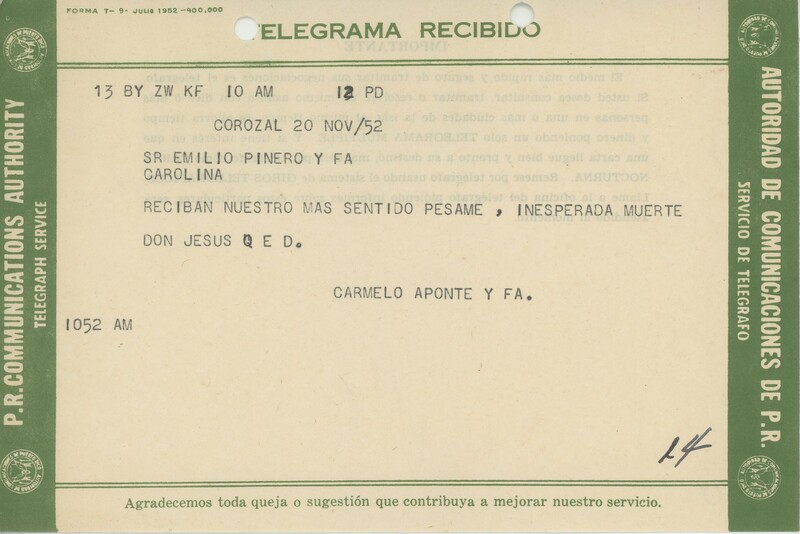 FORMA T- 9- Julio 1952 -400,000
TELEGRAMA RECIBIDO
13 BY ZW KF 10 AM 12 PD
COROZAL 20 NOV/52
SR EMILIO PINERO Y FA
CAROLINA
RECIBAN NUESTRO MAS SENTIDO PESAME , INESPERADA MUERTE
DON JESUS Q E D.
CARMELO APONTE Y FA.
1052 AM
24
Agradecemos toda queja o sugestión que contribuya a mejorar nuestro servicio.
P.R. COMMUNICATIONS AUTHORITY
TELEGRAPH SERVICE
AUTORIDAD DE COMUNICACIONES DE P.R.
SERVICIO DE TELEGRAFO